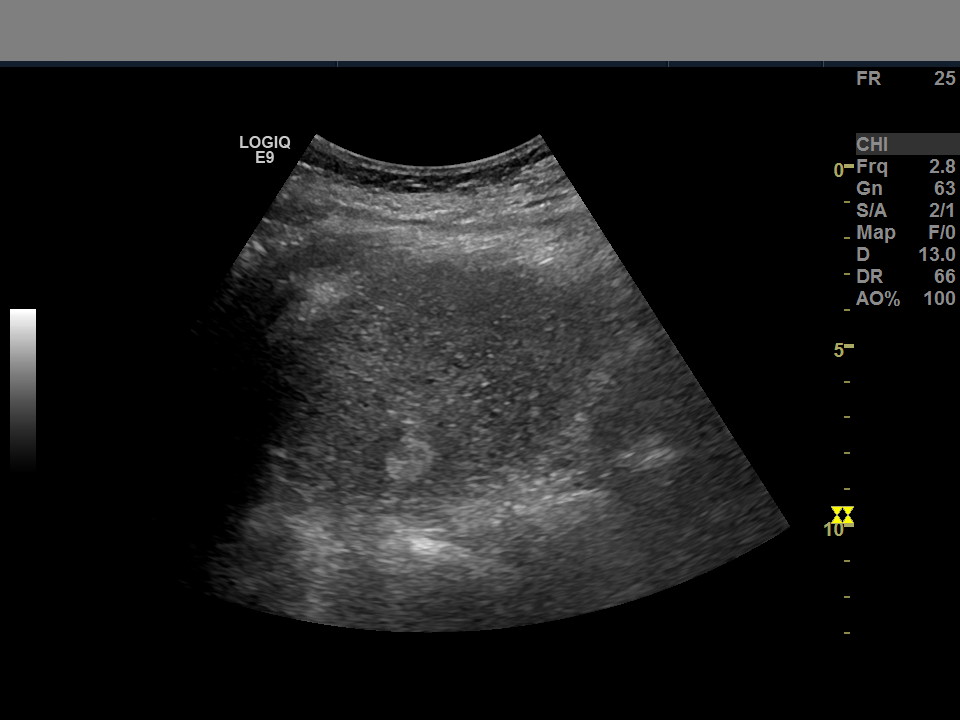 FR 25
LOGIQ
E9
CHI
Frq 2.8
Gn 63
S/A 2/1
Map F/0
D 13.0
DR 66
AO% 100
0
5
10